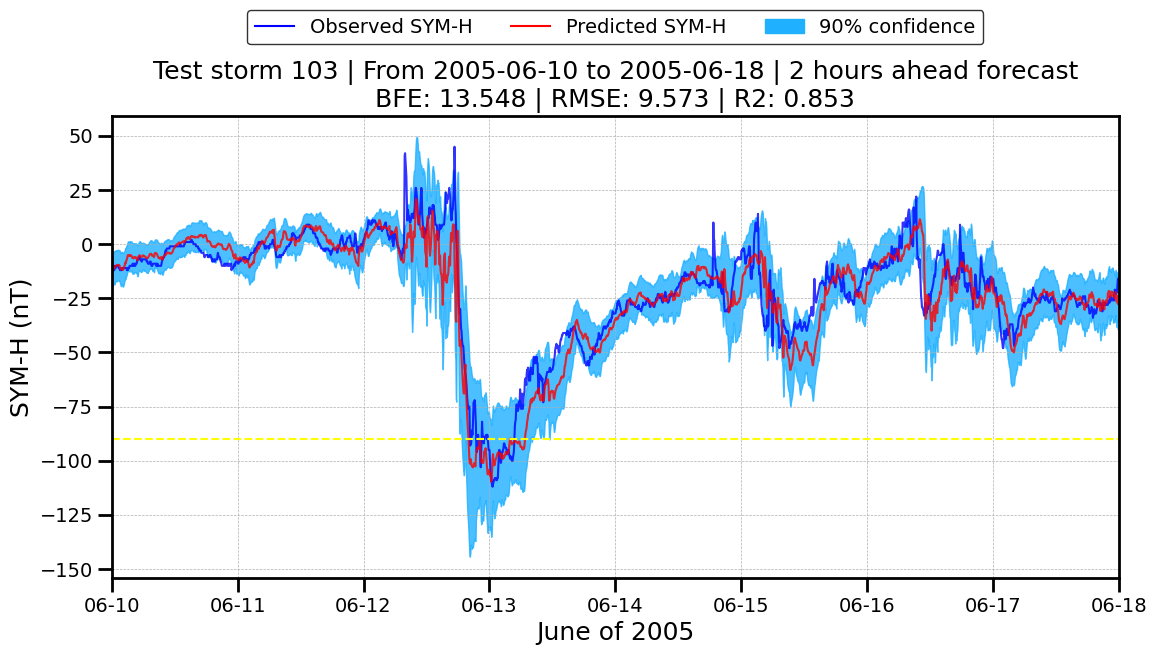 Observed SYM-H Predicted SYM-H 90% confidence
Test storm 103 | From 2005-06-10 to 2005-06-18 | 2 hours ahead forecast
BFE: 13.548 | RMSE: 9.573 | R2: 0.853
SYM-H (nT)
50
25
0
−25
−50
−75
−100
−125
−150
06-10 06-11 06-12 06-13 06-14 06-15 06-16 06-17 06-18
June of 2005